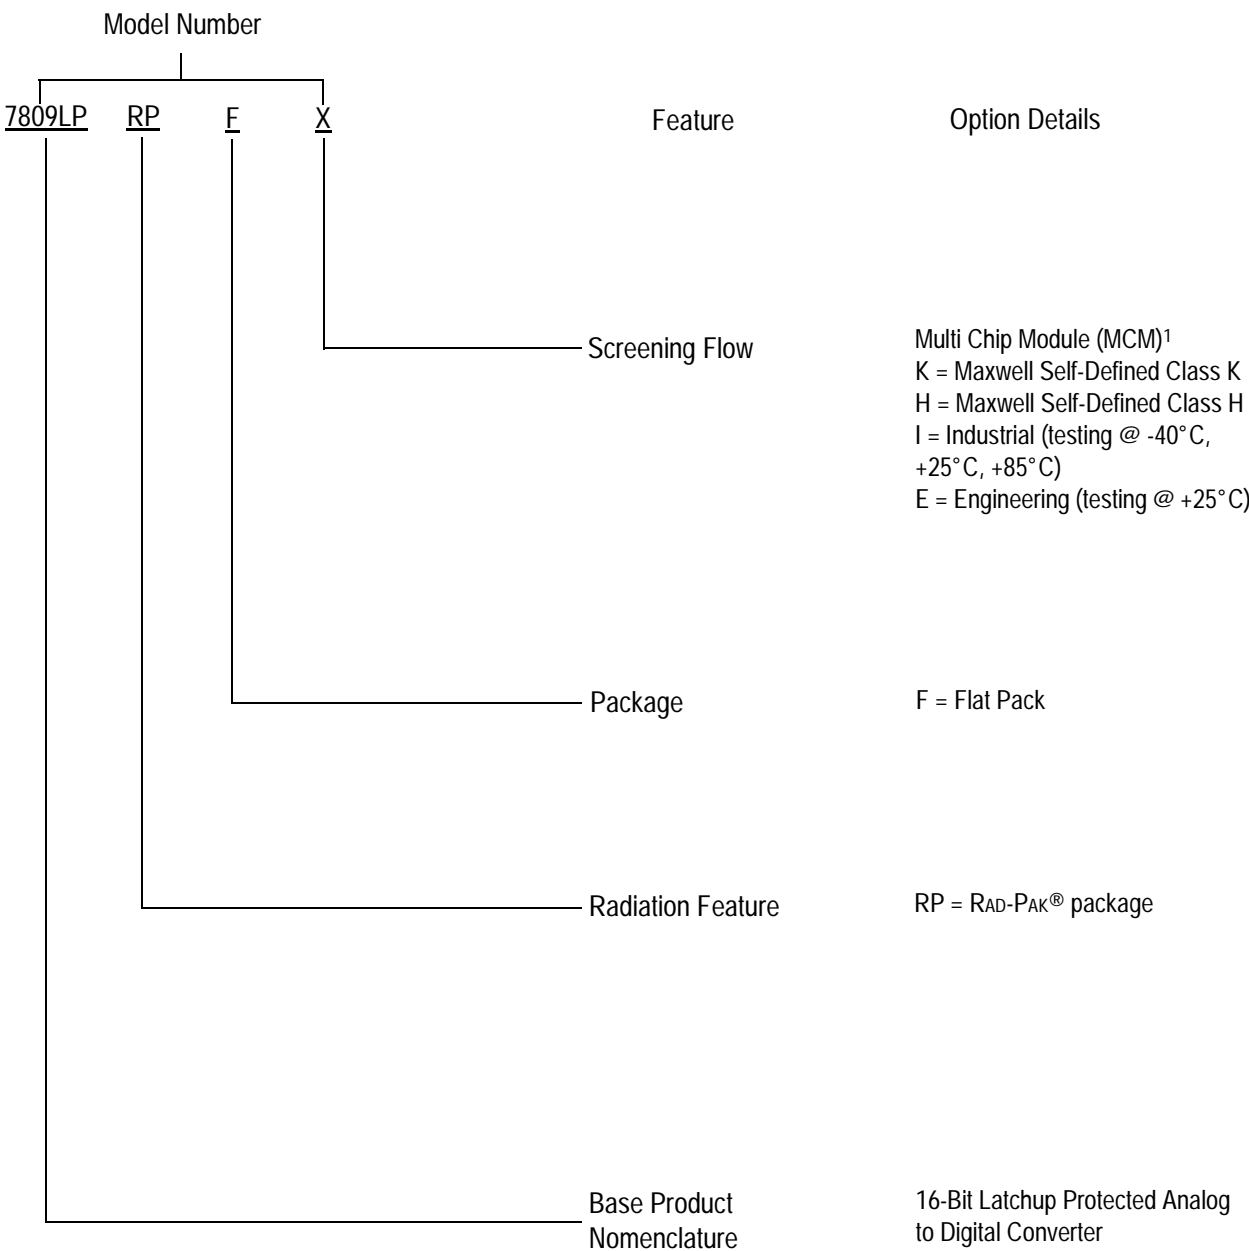 Model Number
7809LP RP F X Feature Option Details
Screening Flow
Multi Chip Module (MCM)1
K = Maxwell Self-Defined Class K
H = Maxwell Self-Defined Class H
I = Industrial (testing @ -40°C,
+25°C, +85°C)
E = Engineering (testing @ +25°C)
Package
F = Flat Pack
Radiation Feature
RP = RAD-PAK® package
Base Product
Nomenclature
16-Bit Latchup Protected Analog
to Digital Converter